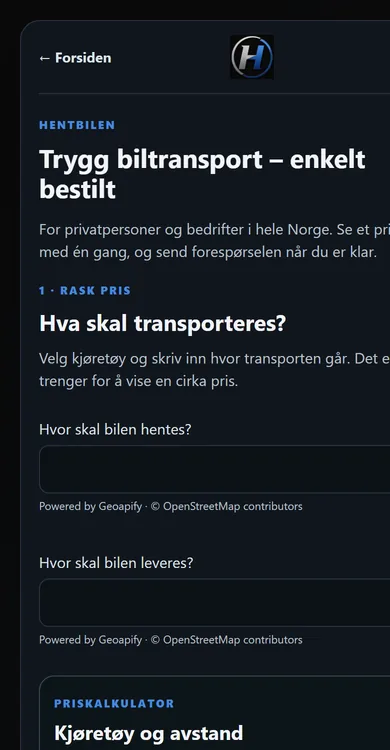 ← Forsiden
H
HENTBILEN
Trygg biltransport – enkelt
bestilt
For privatpersoner og bedrifter i hele Norge. Se et pri
med én gang, og send forespørselen når du er klar.
1 · RASK PRIS
Hva skal transporteres?
Velg kjøretøy og skriv inn hvor transporten går. Det e
trenger for å vise en cirka pris.
Hvor skal bilen hentes?
Powered by Geoapify · © OpenStreetMap contributors
Hvor skal bilen leveres?
Powered by Geoapify · © OpenStreetMap contributors
PRISKALKULATOR
Kjøretøy og avstand